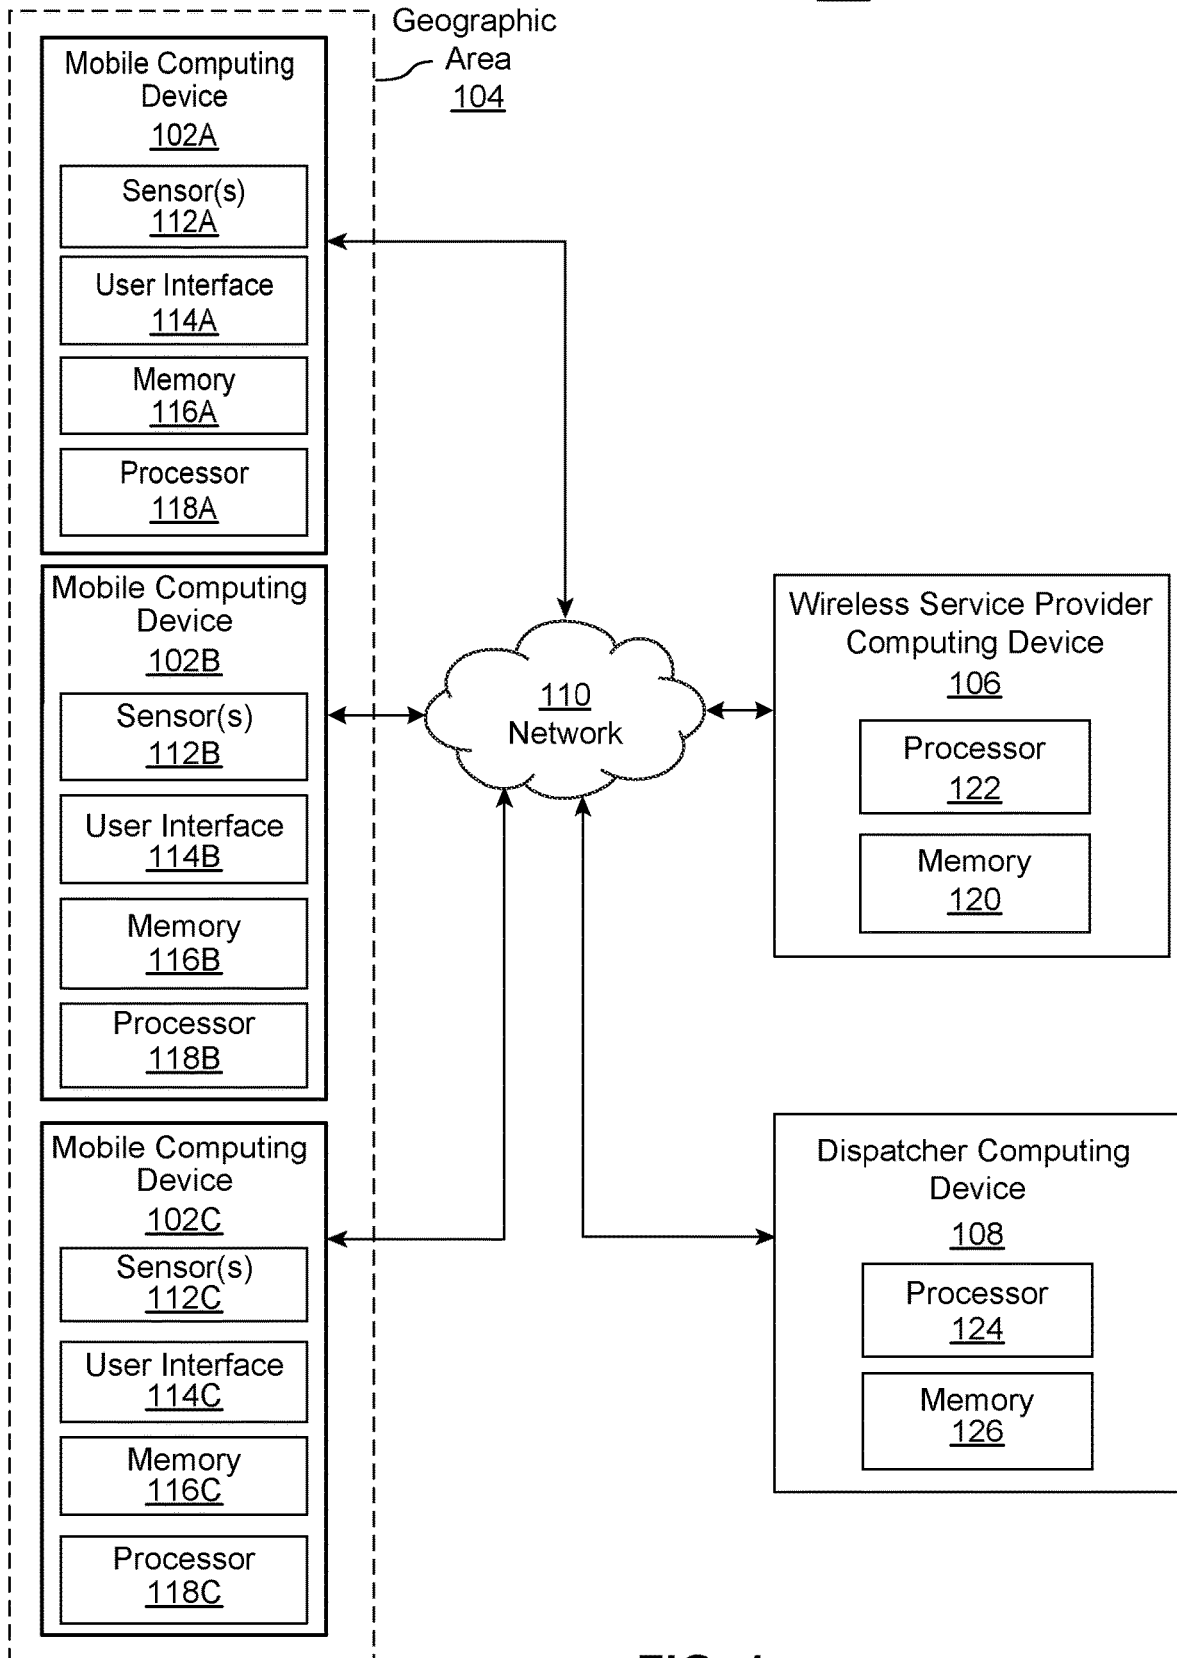 Geographic
Area
104
Mobile Computing
Device
102A
Sensor(s)
112A
User Interface
114A
Memory
116A
Processor
118A
Mobile Computing
Device
102B
Sensor(s)
112B
User Interface
114B
Memory
116B
Processor
118B
Mobile Computing
Device
102C
Sensor(s)
112C
User Interface
114C
Memory
116C
Processor
118C
110
Network
Wireless Service Provider
Computing Device
106
Processor
122
Memory
120
Dispatcher Computing
Device
108
Processor
124
Memory
126